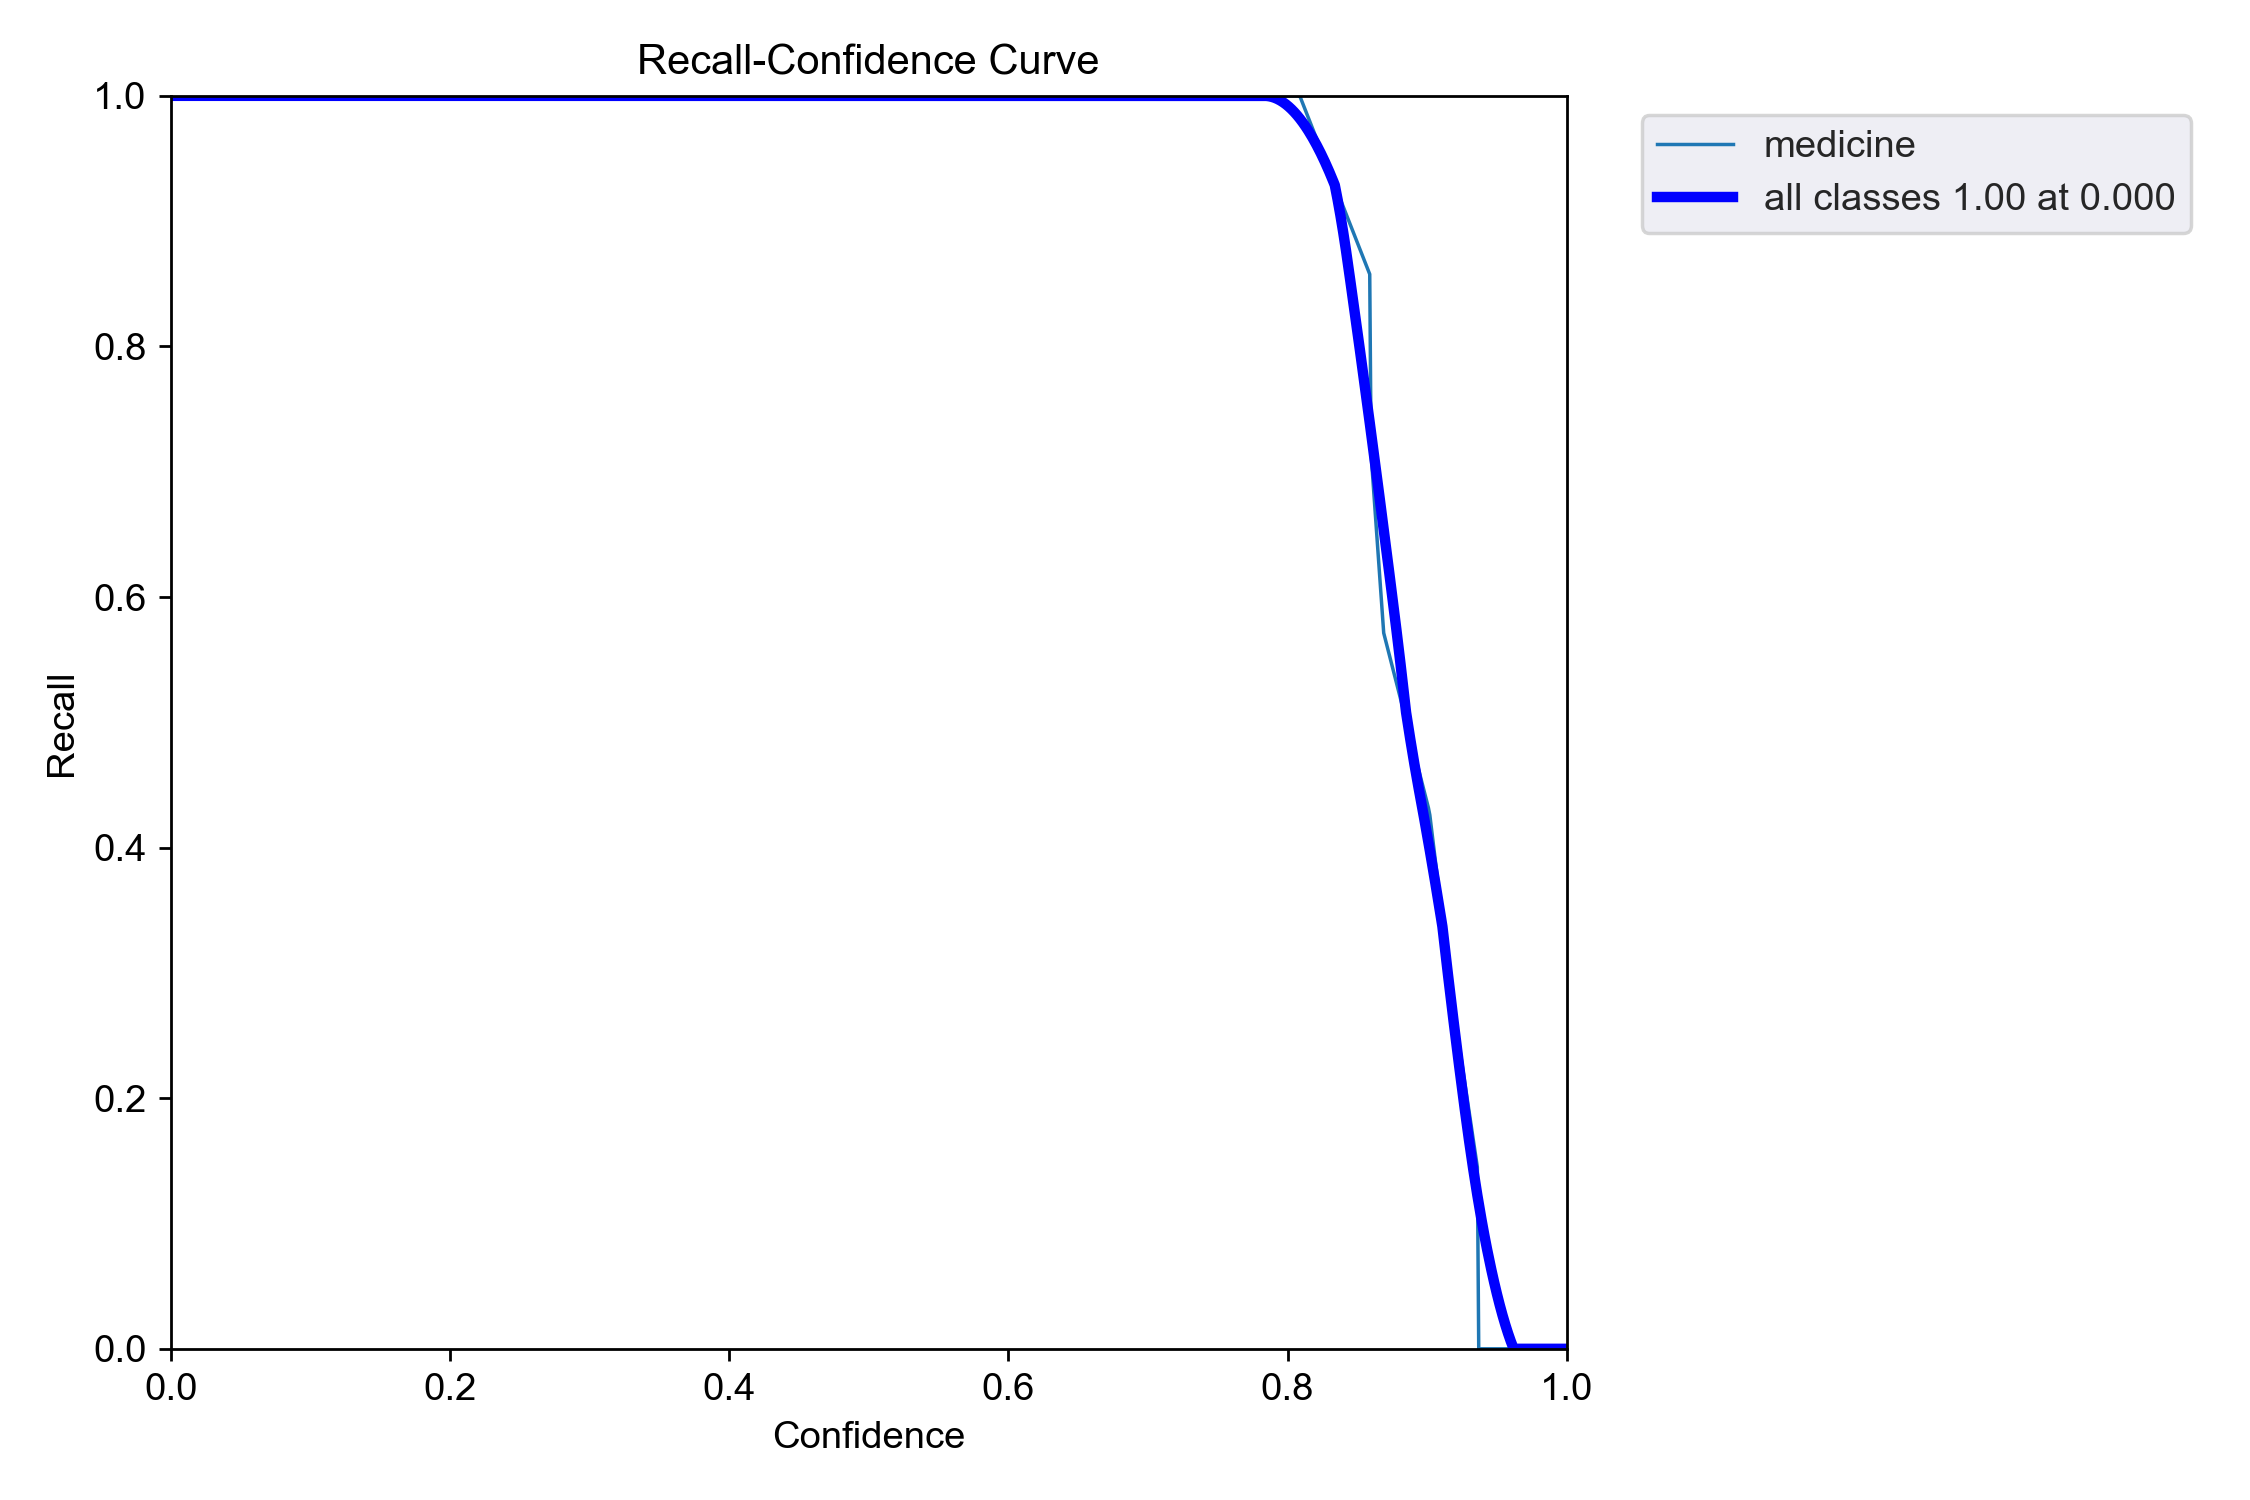 Recall-Confidence Curve
1.0
0.8
0.6
0.4
0.2
0.0
Recall
0.0 0.2 0.4 0.6 0.8 1.0
Confidence
medicine
all classes 1.00 at 0.000